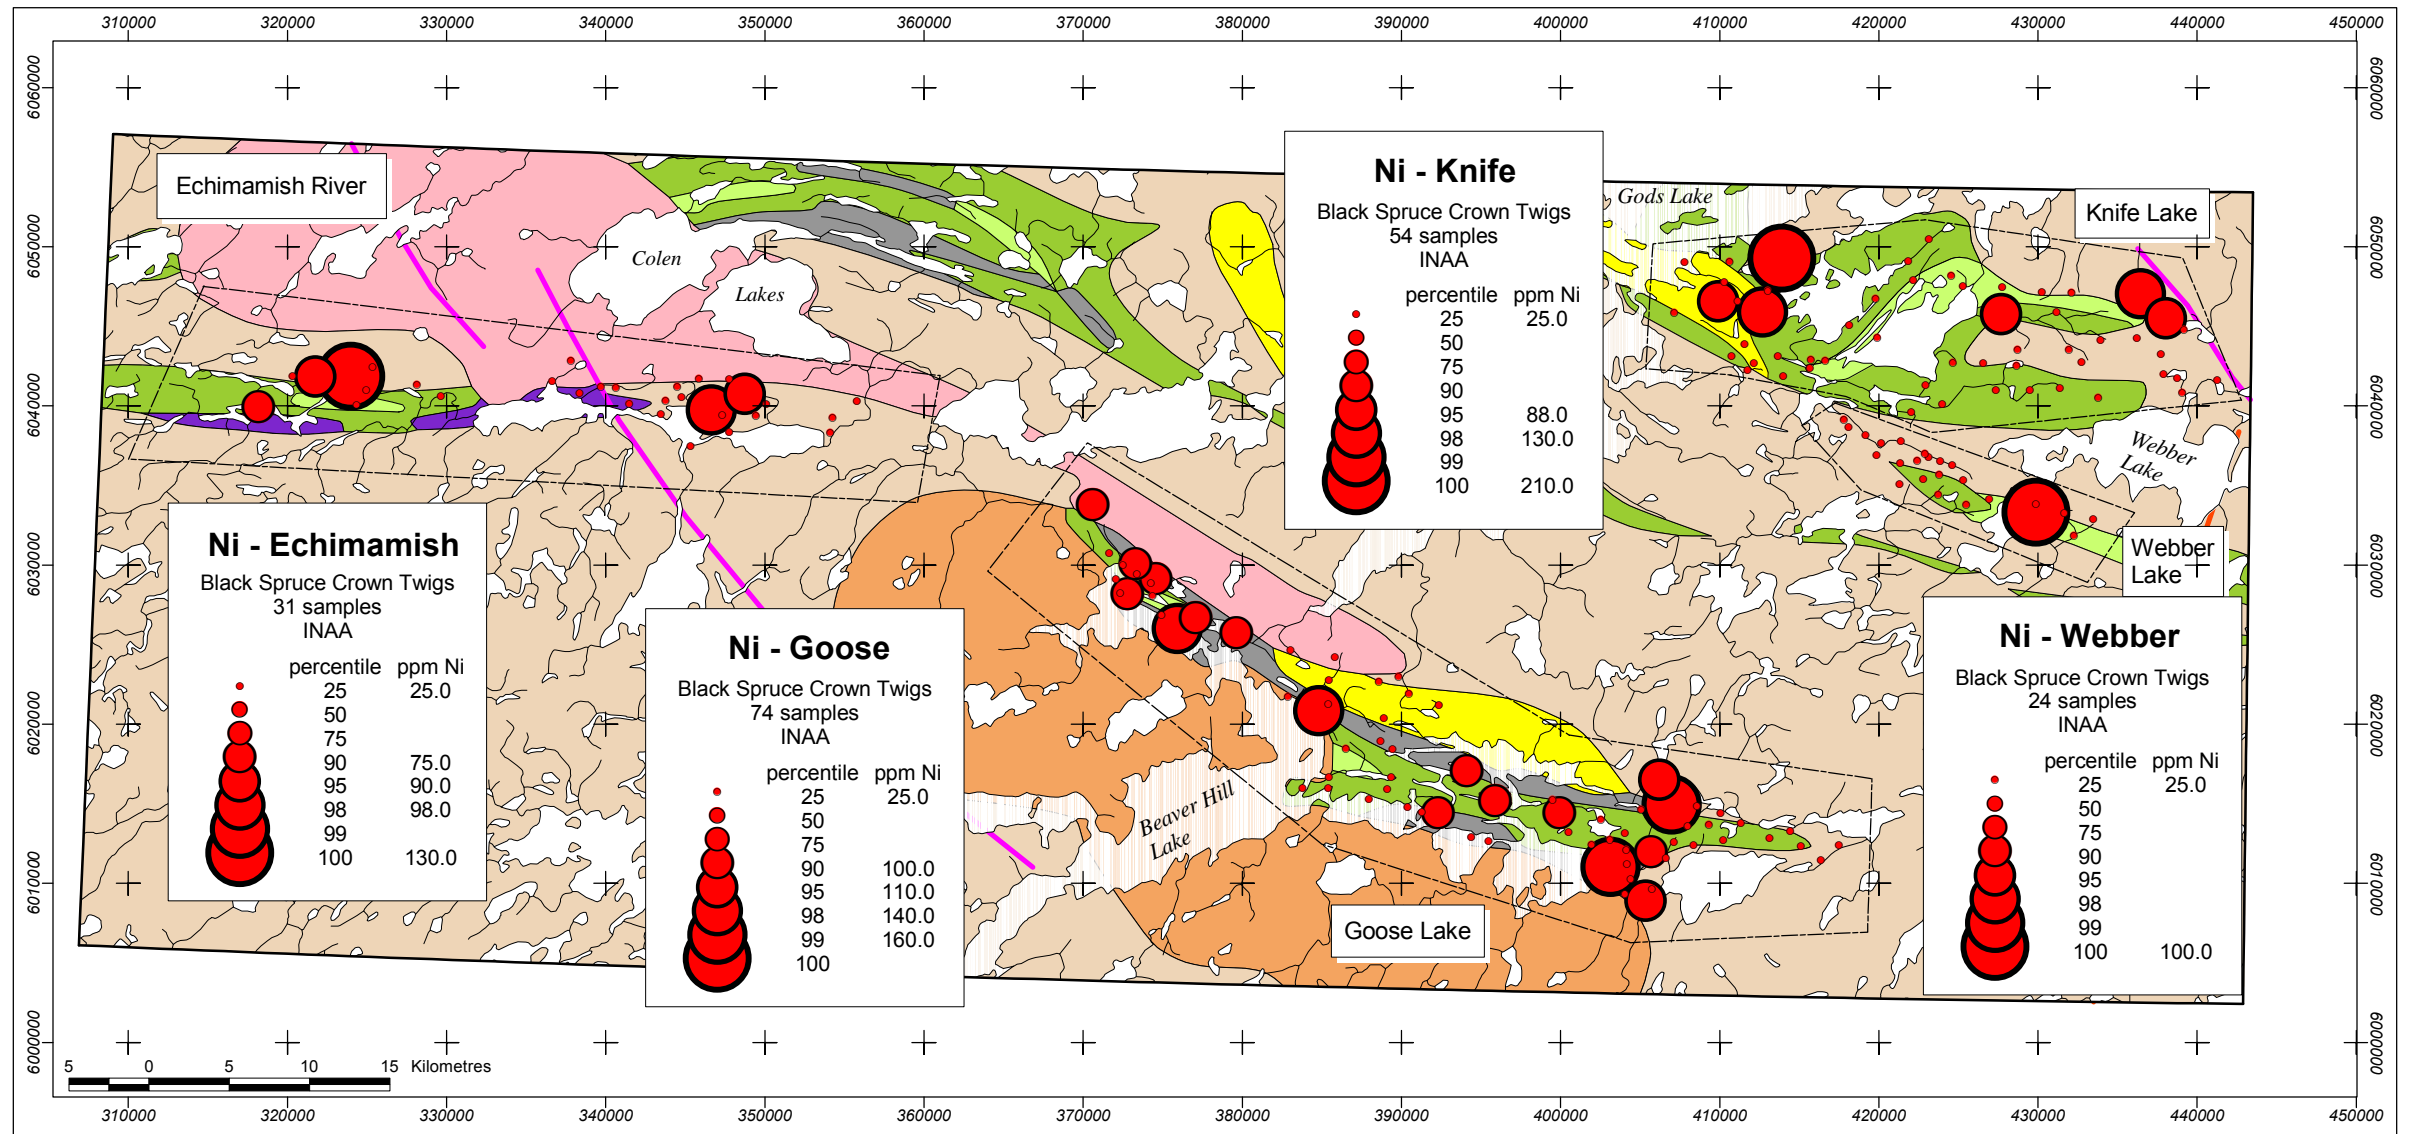 310000 320000 330000 340000 350000 360000 370000 380000 390000 400000 410000 420000 430000 440000 450000
6060000
6050000
6040000
6030000
6020000
6010000
6000000
6060000
6050000
6040000
6030000
6020000
6010000
6000000
Echimamish River
Colen
Lakes
Gods Lake
Knife Lake
Webber
Lake
Webber
Lake
Beaver Hill
Lake
Goose Lake
Ni - Knife
Black Spruce Crown Twigs
54 samples
INAA
percentile ppm Ni
25 25.0
50
75
90
95 88.0
98 130.0
99
100 210.0
Ni - Echimamish
Black Spruce Crown Twigs
31 samples
INAA
percentile ppm Ni
25 25.0
50
75
90 75.0
95 90.0
98 98.0
99
100 130.0
Ni - Goose
Black Spruce Crown Twigs
74 samples
INAA
percentile ppm Ni
25 25.0
50
75
90 100.0
95 110.0
98 140.0
99 160.0
100
Ni - Webber
Black Spruce Crown Twigs
24 samples
INAA
percentile ppm Ni
25 25.0
50
75
90
95
98
99
100 100.0
5 0 5 10 15 Kilometres
310000 320000 330000 340000 350000 360000 370000 380000 390000 400000 410000 420000 430000 440000 450000